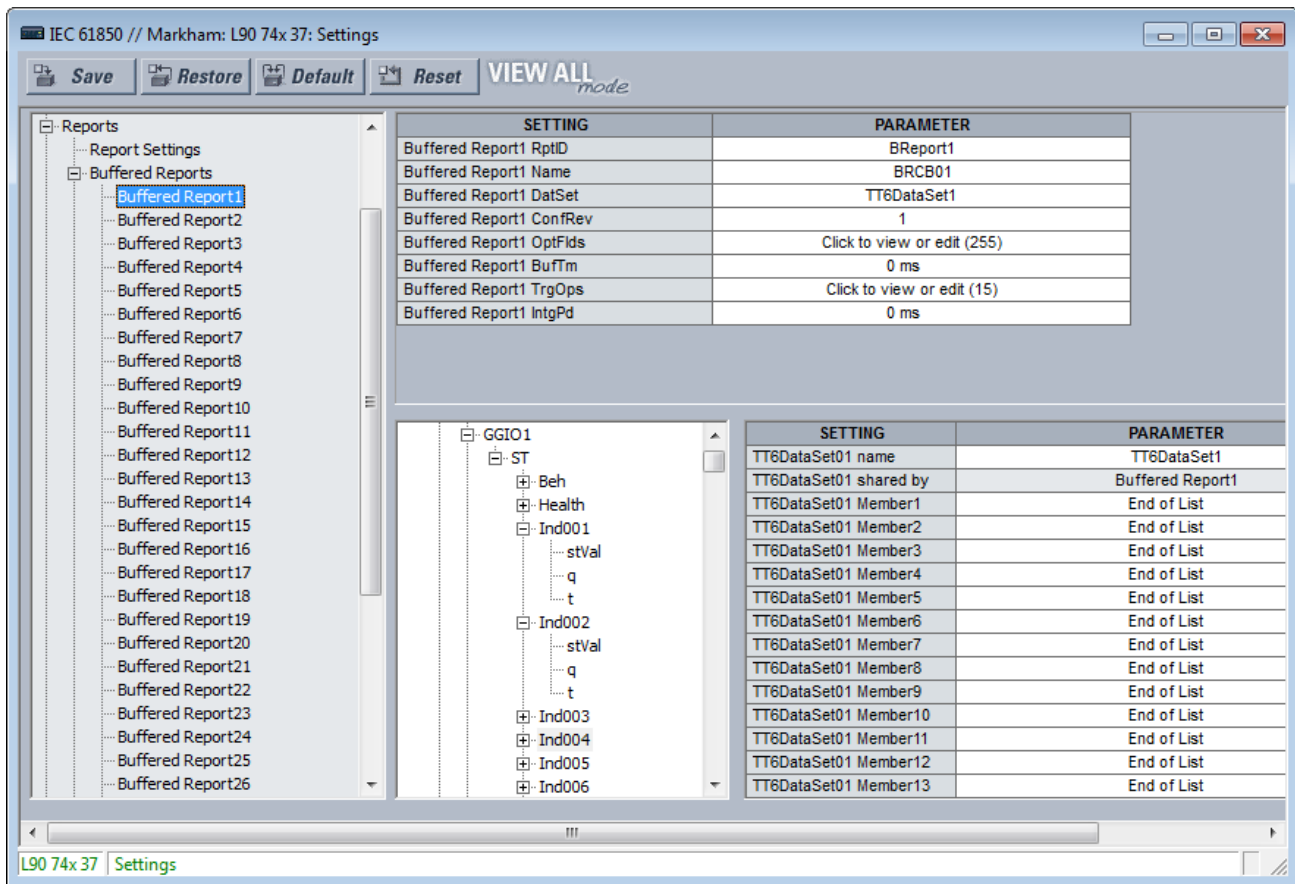 IEC 61850 // Markham: L90 74x 37: Settings
Save Restore Default Reset VIEW ALL mode
Reports
Report Settings
Buffered Reports
Buffered Report1
Buffered Report2
Buffered Report3
Buffered Report4
Buffered Report5
Buffered Report6
Buffered Report7
Buffered Report8
Buffered Report9
Buffered Report10
Buffered Report11
Buffered Report12
Buffered Report13
Buffered Report14
Buffered Report15
Buffered Report16
Buffered Report17
Buffered Report18
Buffered Report19
Buffered Report20
Buffered Report21
Buffered Report22
Buffered Report23
Buffered Report24
Buffered Report25
Buffered Report26
SETTING PARAMETER
Buffered Report1 RptID BReport1
Buffered Report1 Name BRCB01
Buffered Report1 DatSet TT6DataSet1
Buffered Report1 ConfRev 1
Buffered Report1 OptFlds Click to view or edit (255)
Buffered Report1 BufTm 0 ms
Buffered Report1 TrgOps Click to view or edit (15)
Buffered Report1 IntgPd 0 ms
GGIO1
ST
Beh
Health
Ind001
stVal
q
t
Ind002
stVal
q
t
Ind003
Ind004
Ind005
Ind006
SETTING PARAMETER
TT6DataSet01 name TT6DataSet1
TT6DataSet01 shared by Buffered Report1
TT6DataSet01 Member1 End of List
TT6DataSet01 Member2 End of List
TT6DataSet01 Member3 End of List
TT6DataSet01 Member4 End of List
TT6DataSet01 Member5 End of List
TT6DataSet01 Member6 End of List
TT6DataSet01 Member7 End of List
TT6DataSet01 Member8 End of List
TT6DataSet01 Member9 End of List
TT6DataSet01 Member10 End of List
TT6DataSet01 Member11 End of List
TT6DataSet01 Member12 End of List
TT6DataSet01 Member13 End of List
L90 74x 37 Settings